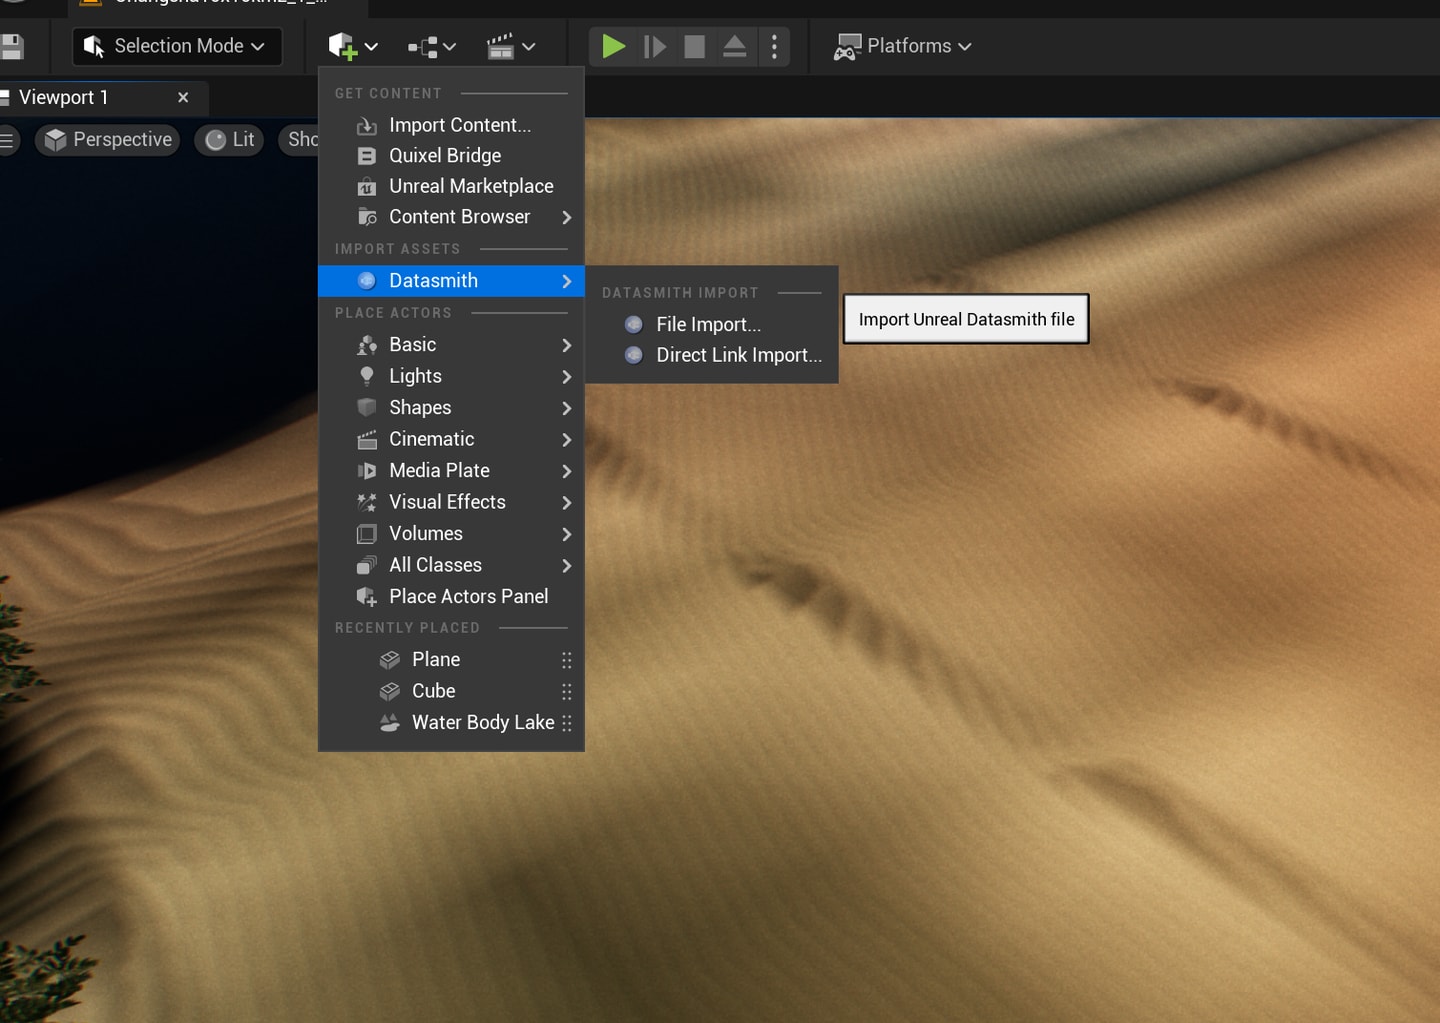 Selection Mode
Platforms
Viewport 1
Perspective
Lit
GET CONTENT
Import Content...
Quixel Bridge
Unreal Marketplace
Content Browser
IMPORT ASSETS
Datasmith
DATASMITH IMPORT
File Import...
Direct Link Import...
Import Unreal Datasmith file
PLACE ACTORS
Basic
Lights
Shapes
Cinematic
Media Plate
Visual Effects
Volumes
All Classes
Place Actors Panel
RECENTLY PLACED
Plane
Cube
Water Body Lake